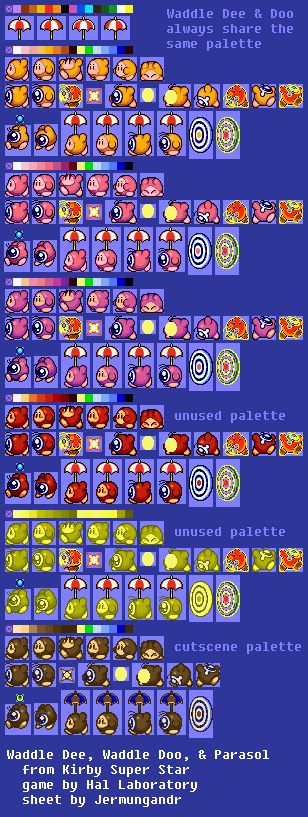 Waddle Dee & Doo
always share the
same palette
unused palette
unused palette
cutscene palette
Waddle Dee, Waddle Doo, & Parasol
from Kirby Super Star
game by Hal Laboratory
sheet by Jermungandr